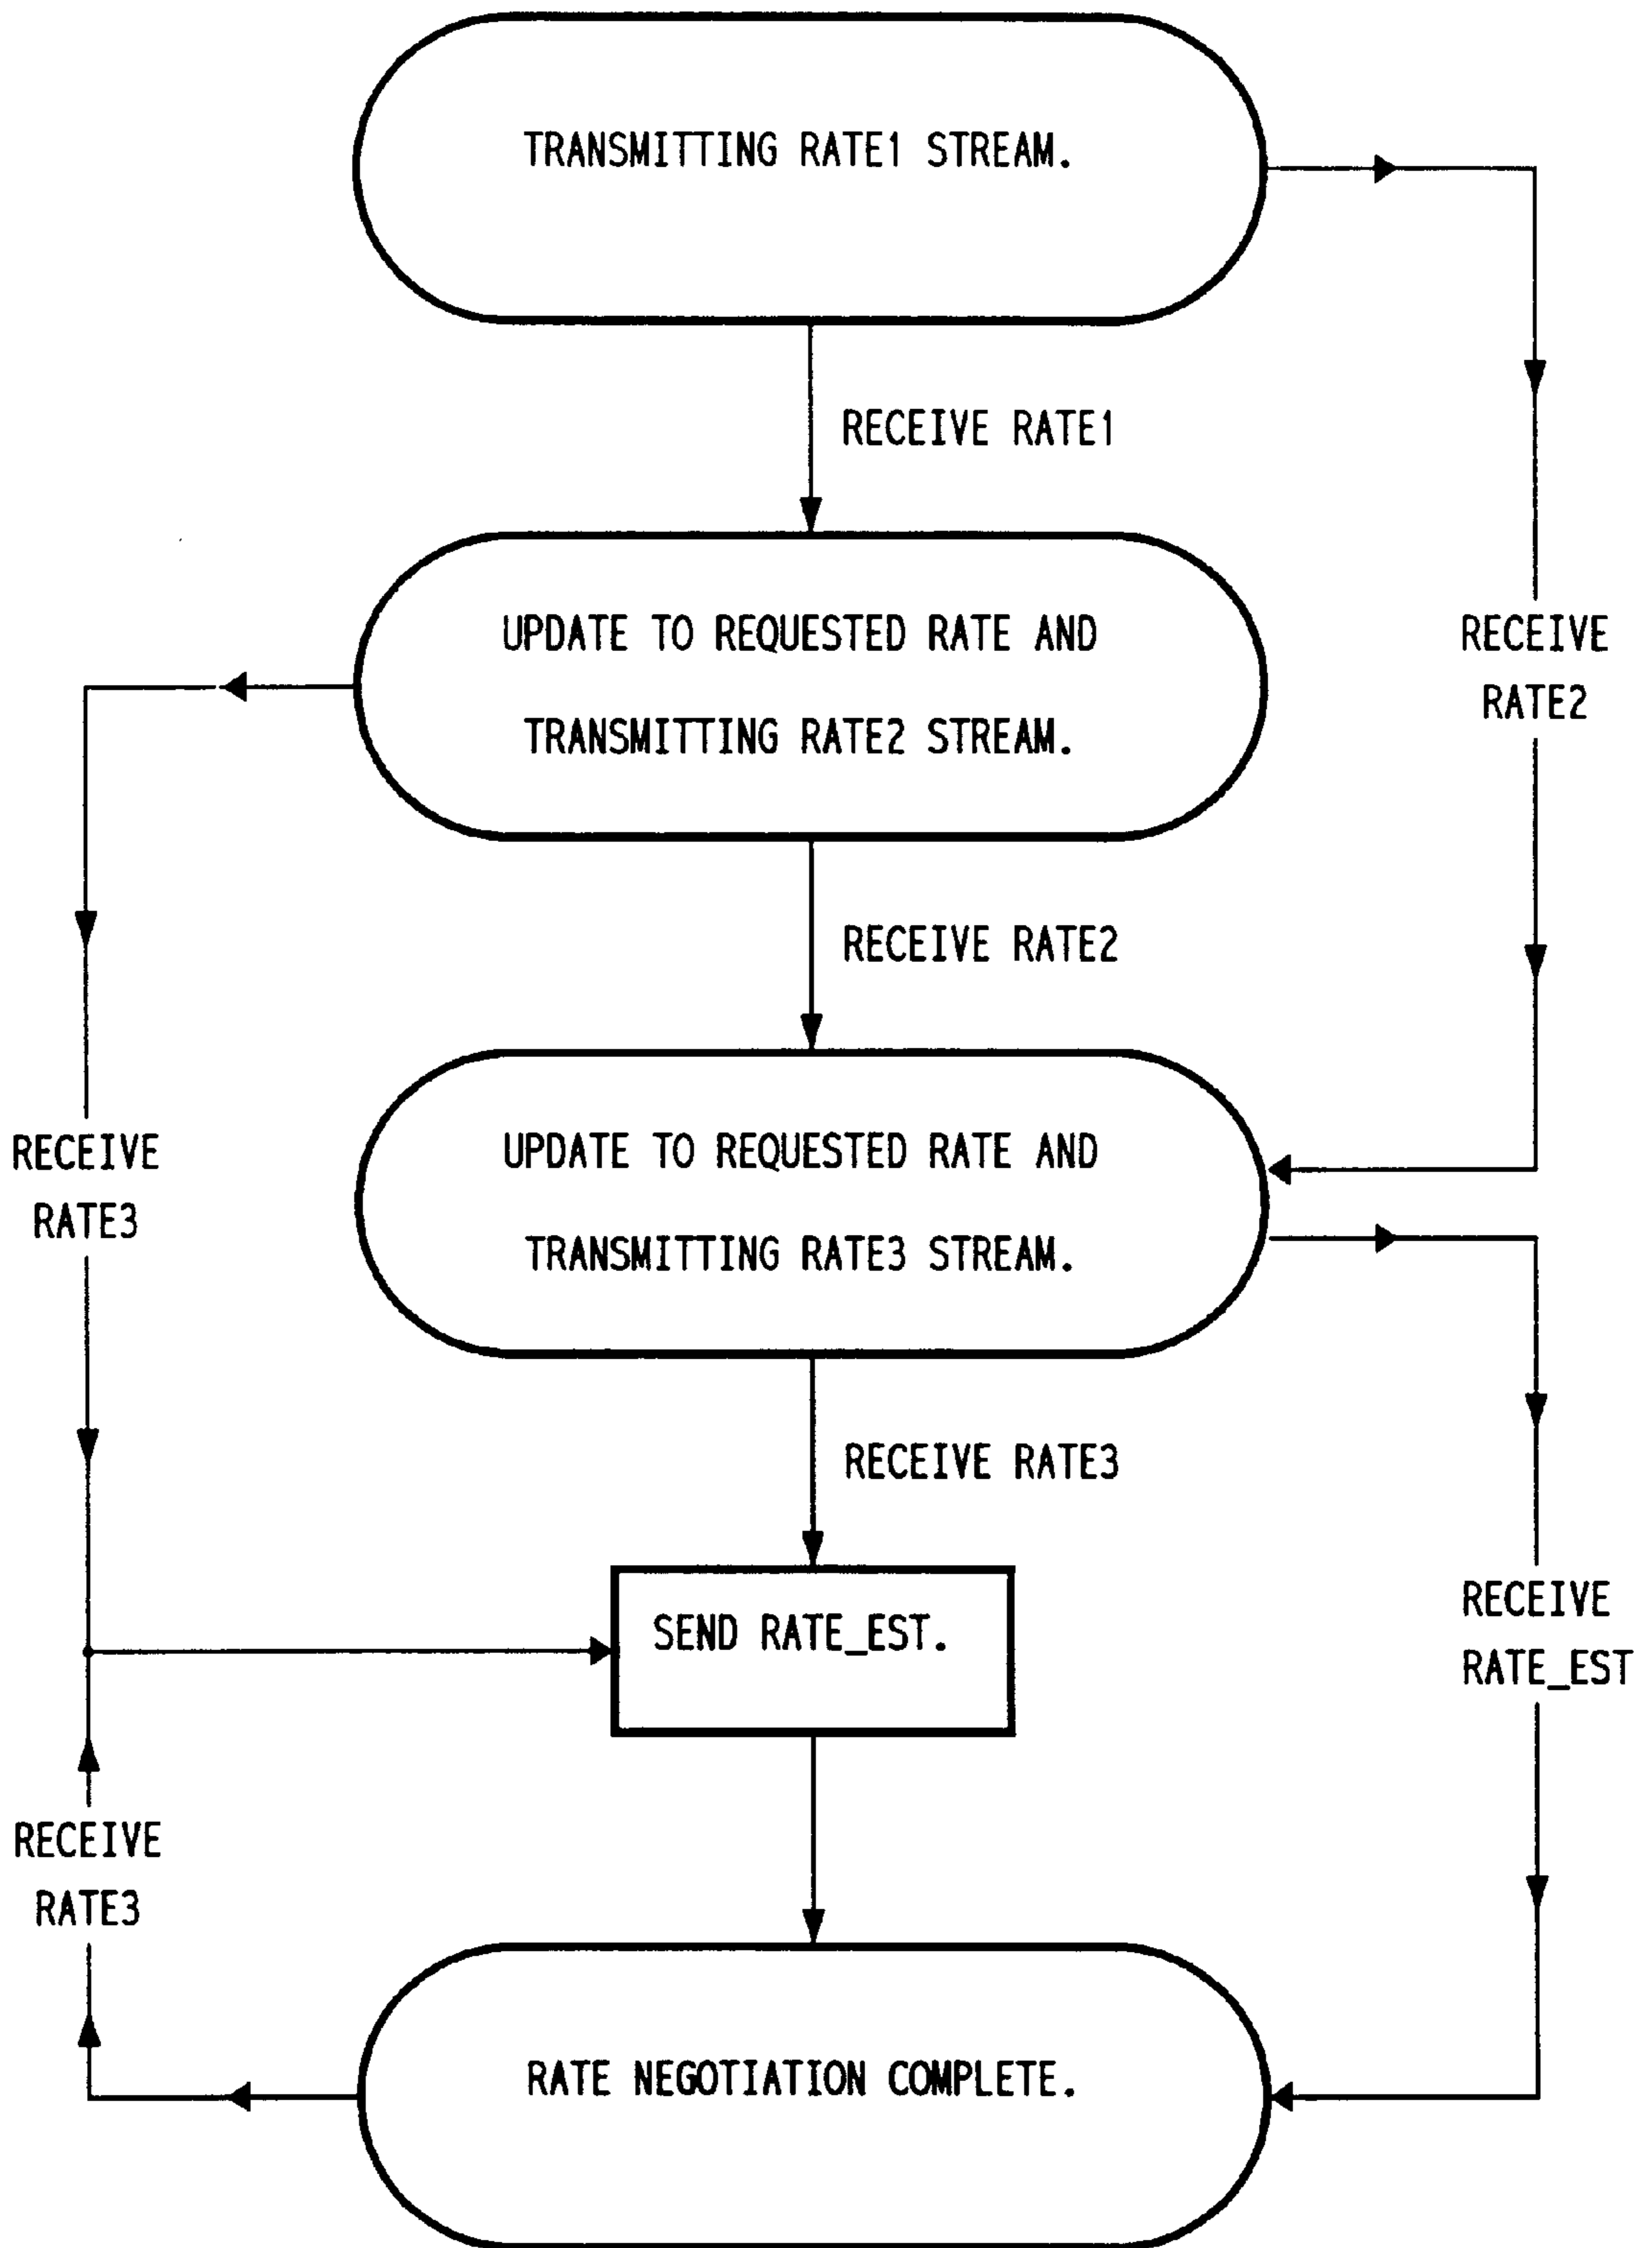 TRANSMITTING RATE1 STREAM.
RECEIVE RATE1
UPDATE TO REQUESTED RATE AND
TRANSMITTING RATE2 STREAM.
RECEIVE
RATE2
RECEIVE RATE2
RECEIVE
RATE3
UPDATE TO REQUESTED RATE AND
TRANSMITTING RATE3 STREAM.
RECEIVE RATE3
SEND RATE_EST.
RECEIVE
RATE_EST
RECEIVE
RATE3
RATE NEGOTIATION COMPLETE.